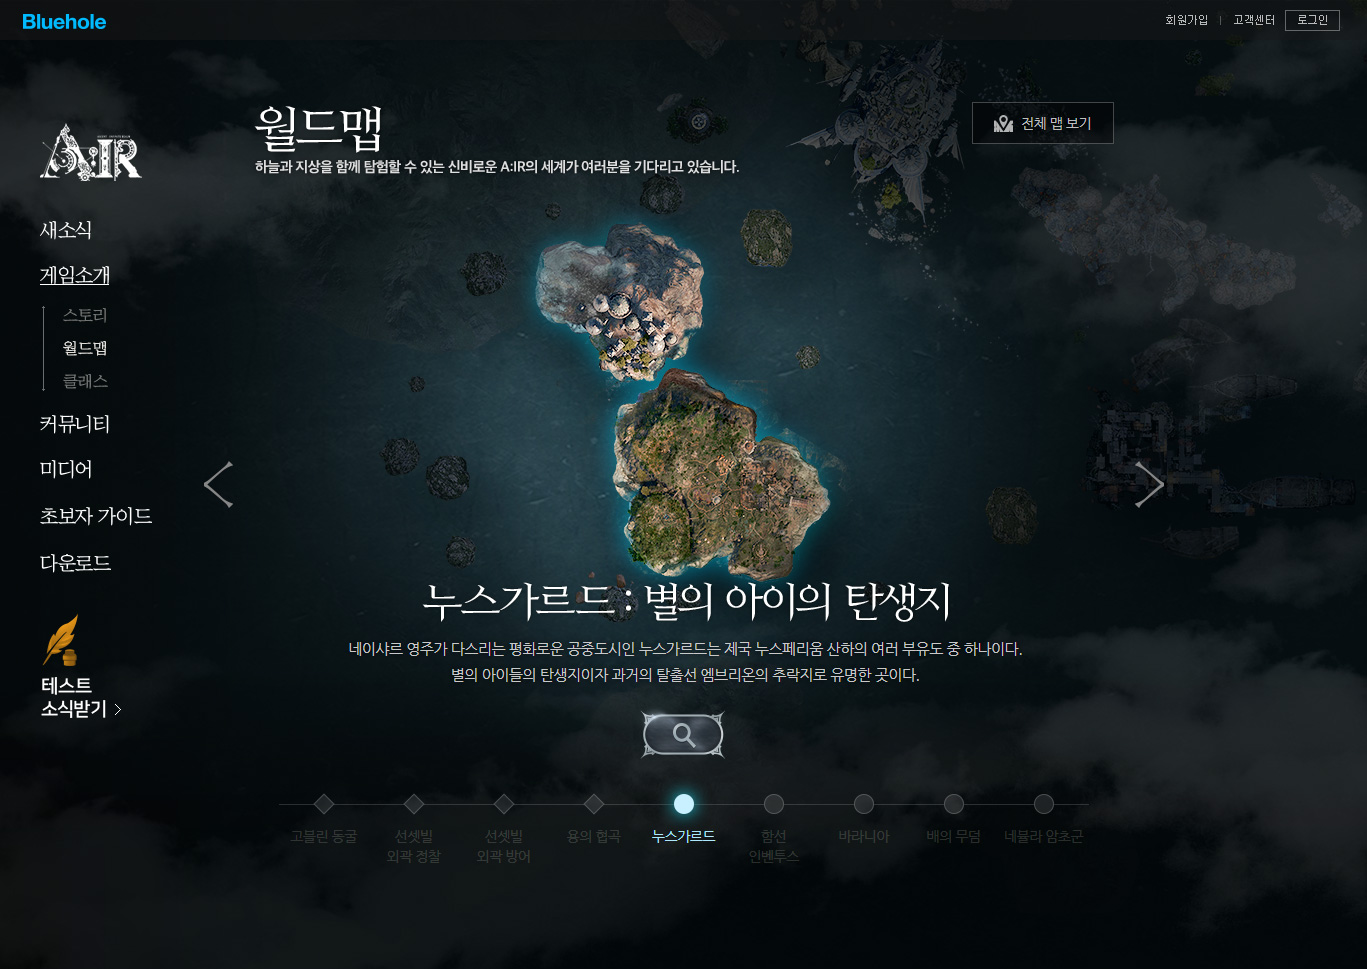 Bluehole
회원가입 | 고객센터 로그인
A:IR
월드맵
하늘과 지상을 함께 탐험할 수 있는 신비로운 A:IR의 세계가 여러분을 기다리고 있습니다.
전체 맵 보기
새소식
게임소개
스토리
월드맵
클래스
커뮤니티
미디어
초보자 가이드
다운로드
테스트
소식받기
누스가르드 : 별의 아이의 탄생지
네이샤르 영주가 다스리는 평화로운 공중도시인 누스가르드는 제국 누스페리움 산하의 여러 부유도 중 하나이다.
별의 아이들의 탄생지이자 과거의 탈출선 엠브리온의 추락지로 유명한 곳이다.
고블린 동굴
선셋빌
외곽 정찰
선셋빌
외곽 방어
용의 협곡
누스가르드
함선
인벤투스
바라니아
배의 무덤
네뷸라 암초군